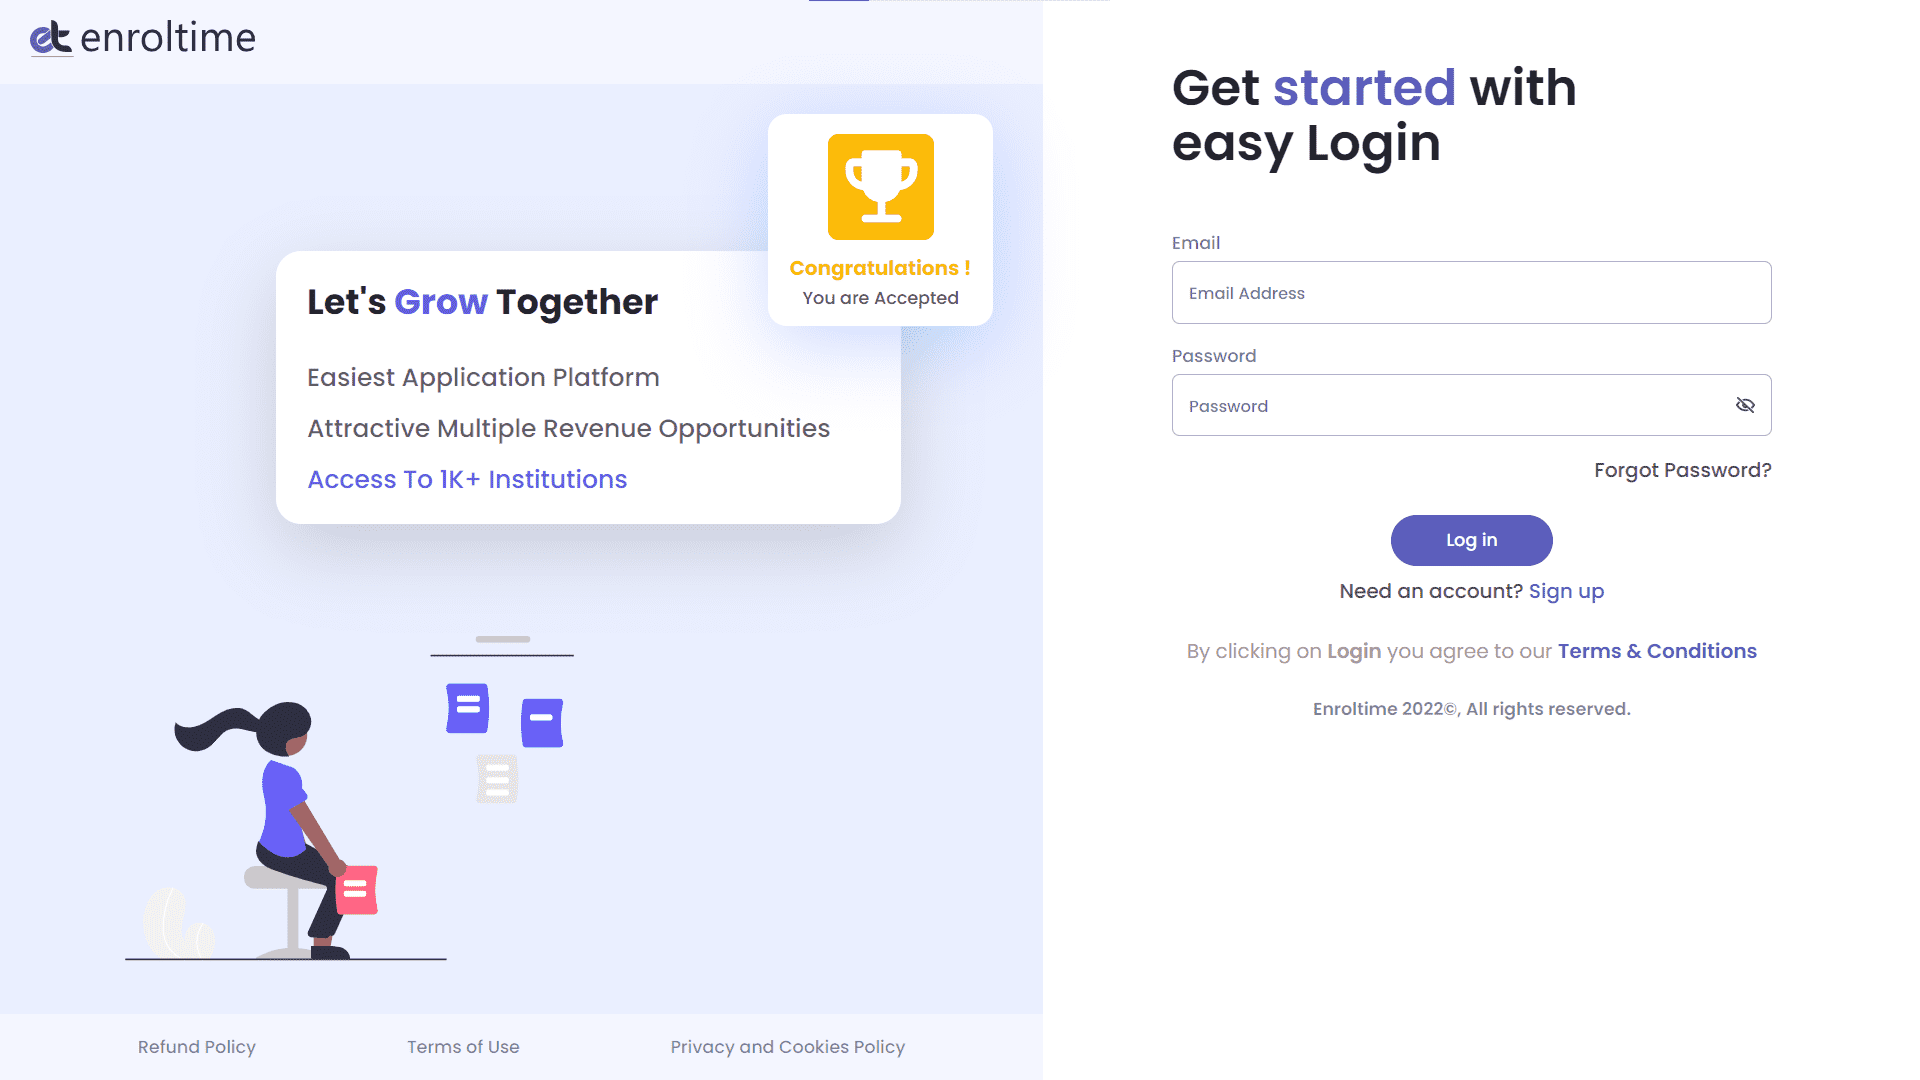 enroltime
Congratulations !
You are Accepted
Let's Grow Together
Easiest Application Platform
Attractive Multiple Revenue Opportunities
Access To 1K+ Institutions
Refund Policy
Terms of Use
Privacy and Cookies Policy
Get started with
easy Login
Email
Email Address
Password
Password
Forgot Password?
Log in
Need an account? Sign up
By clicking on Login you agree to our Terms & Conditions
Enroltime 2022©, All rights reserved.